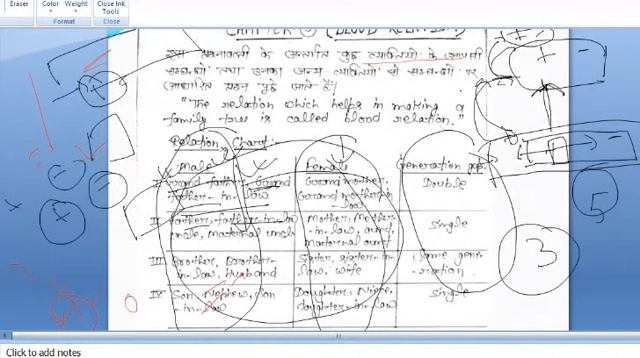 Eraser
Color
Weight
Close Ink
Tools
Format
Close
CHAPTER (BLOOD RELATION)
इस प्रश्नावली के अन्तर्गत कुछ व्यक्तियों के आपसी
सम्बन्धों तथा उनका अन्य व्यक्तियों से सम्बन्धों पर
आधारित प्रश्न पूछे जाते हैं।
"The relation which helps in making a
family tree is called blood relation."
Relation Chart:
Male Female Generation gap
I Grand father, Grand Grand mother, Double
father-in-law Grand mother in law
II Father, father-in-law Mother, Mother Single
uncle, maternal uncle -in-law, aunt,
maternal aunt
III Brother, Brother- Sister, sister-in- Same gene-
in-law, Husband law, wife -ration
IV Son, Nephew, Son Daughter, Niece, Single
-in-law daughter-in-law
5
3
Click to add notes